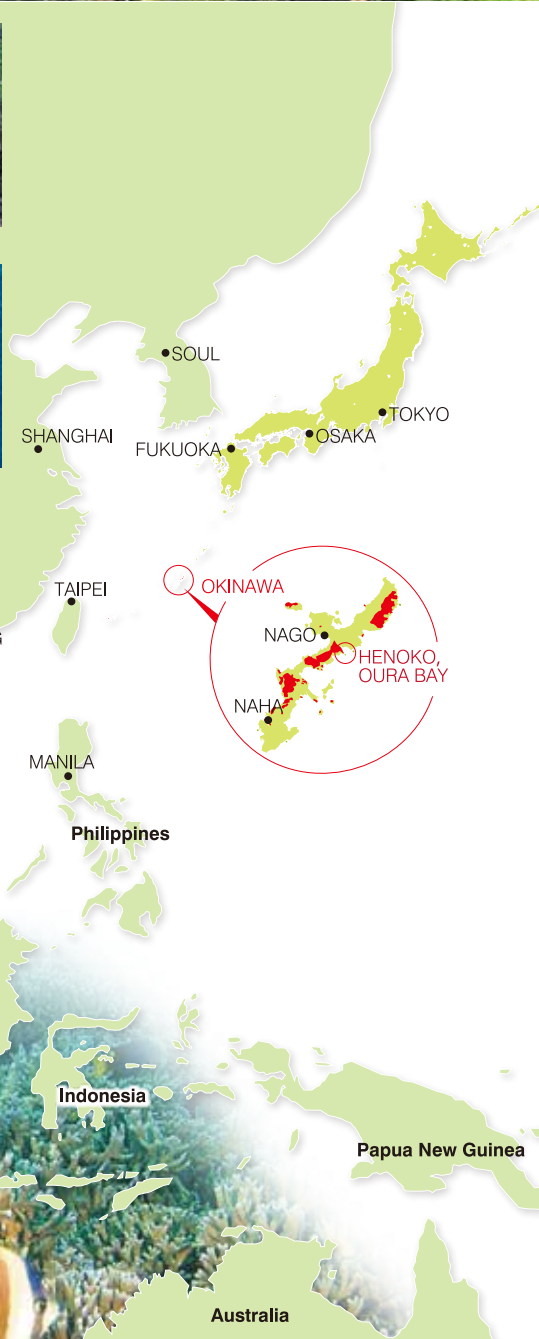 SOUL
TOKYO
SHANGHAI
OSAKA
FUKUOKA
OKINAWA
TAIPEI
NAGO
HENOKO,
OURA BAY
NAHA
MANILA
Philippines
Indonesia
Papua New Guinea
Australia